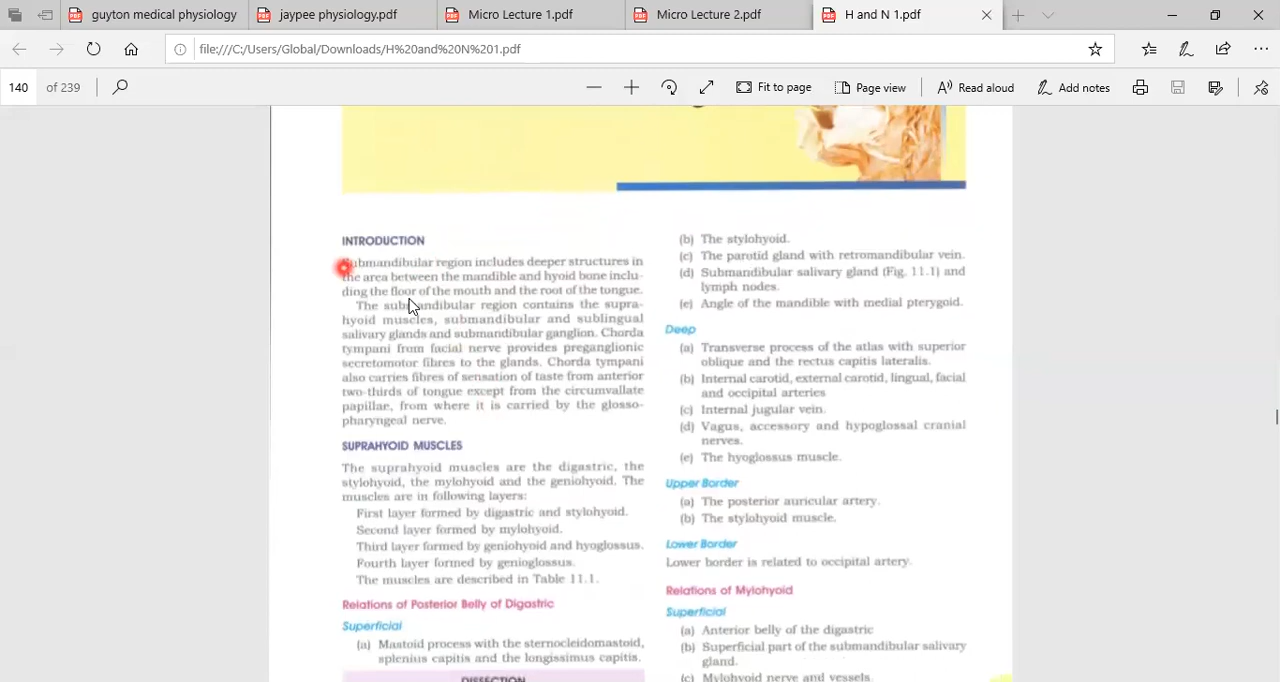 guyton medical physiology
jaypee physiology.pdf
Micro Lecture 1.pdf
Micro Lecture 2.pdf
H and N 1.pdf
file:///C:/Users/Global/Downloads/H%20and%20N%201.pdf
140 of 239
Fit to page
Page view
Read aloud
Add notes
INTRODUCTION
Submandibular region includes deeper structures in
the area between the mandible and hyoid bone inclu-
ding the floor of the mouth and the root of the tongue.
The submandibular region contains the supra-
hyoid muscles, submandibular and sublingual
salivary glands and submandibular ganglion. Chorda
tympani from facial nerve provides preganglionic
secretomotor fibres to the glands. Chorda tympani
also carries fibres of sensation of taste from anterior
two-thirds of tongue except from the circumvallate
papillae, from where it is carried by the glosso-
pharyngeal nerve.
SUPRAHYOID MUSCLES
The suprahyoid muscles are the digastric, the
stylohyoid, the mylohyoid and the geniohyoid. The
muscles are in following layers:
First layer formed by digastric and stylohyoid.
Second layer formed by mylohyoid.
Third layer formed by geniohyoid and hyoglossus.
Fourth layer formed by genioglossus.
The muscles are described in Table 11.1.
Relations of Posterior Belly of Digastric
Superficial
(a) Mastoid process with the sternocleidomastoid,
splenius capitis and the longissimus capitis.
DISSECTION
(b) The stylohyoid.
(c) The parotid gland with retromandibular vein.
(d) Submandibular salivary gland (Fig. 11.1) and
lymph nodes.
(e) Angle of the mandible with medial pterygoid.
Deep
(a) Transverse process of the atlas with superior
oblique and the rectus capitis lateralis.
(b) Internal carotid, external carotid, lingual, facial
and occipital arteries
(c) Internal jugular vein.
(d) Vagus, accessory and hypoglossal cranial
nerves.
(e) The hyoglossus muscle.
Upper Border
(a) The posterior auricular artery.
(b) The stylohyoid muscle.
Lower Border
Lower border is related to occipital artery.
Relations of Mylohyoid
Superficial
(a) Anterior belly of the digastric
(b) Superficial part of the submandibular salivary
gland.
(c) Mylohyoid nerve and vessels